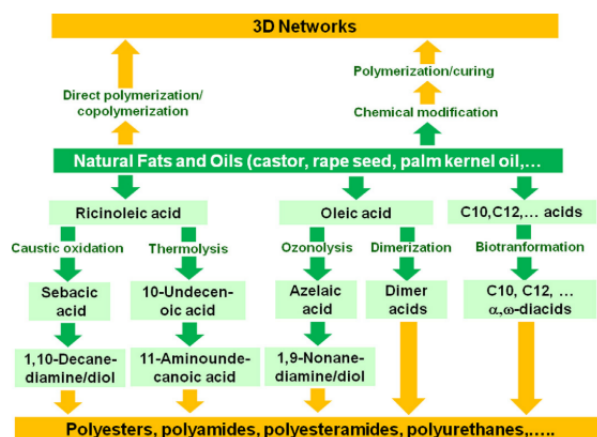 3D Networks
Direct polymerization/
copolymerization
Polymerization/curing
Chemical modification
Natural Fats and Oils (castor, rape seed, palm kernel oil,...
Ricinoleic acid
Oleic acid
C10,C12,... acids
Caustic oxidation
Thermolysis
Ozonolysis
Dimerization
Biotranformation
Sebacic
acid
10-Undecen-
oic acid
Azelaic
acid
Dimer
acids
C10, C12, ...
α,ω-diacids
1,10-Decane-
diamine/diol
11-Aminounde-
canoic acid
1,9-Nonane-
diamine/diol
Polyesters, polyamides, polyesteramides, polyurethanes,.....